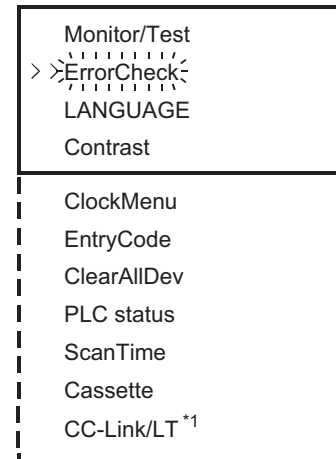 Monitor/Test
> >ErrorCheck
LANGUAGE
Contrast
ClockMenu
EntryCode
ClearAllDev
PLC status
ScanTime
Cassette
CC-Link/LT *1